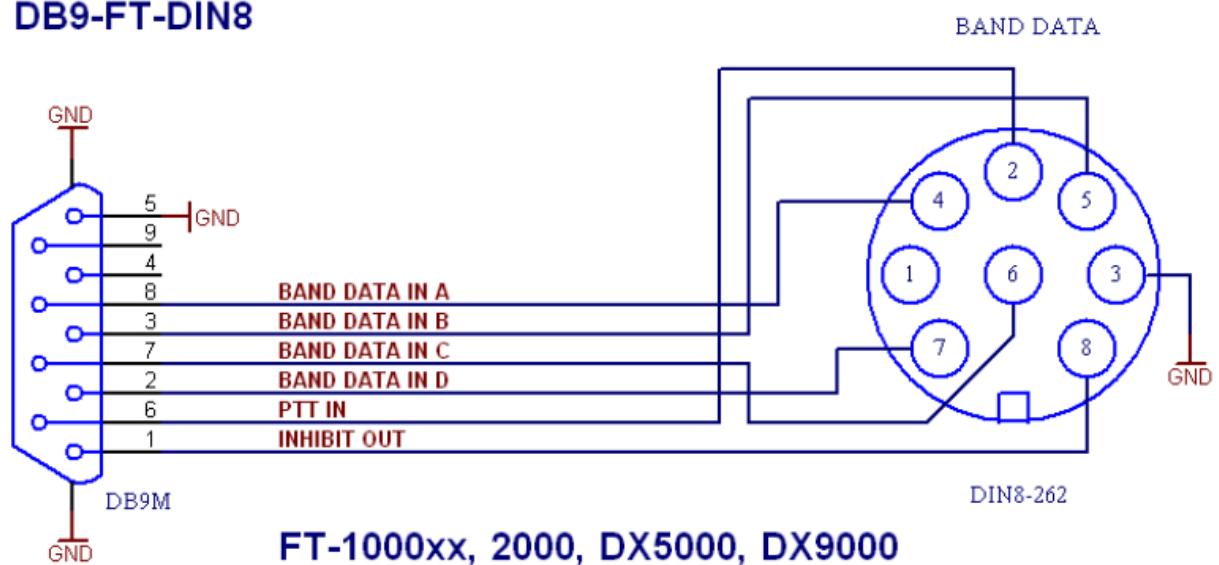 DB9-FT-DIN8
BAND DATA
GND
5
GND
9
4
8
BAND DATA IN A
3
BAND DATA IN B
7
BAND DATA IN C
2
BAND DATA IN D
6
PTT IN
1
INHIBIT OUT
DB9M
GND
2
4
5
1
6
3
7
8
GND
DIN8-262
FT-1000xx, 2000, DX5000, DX9000